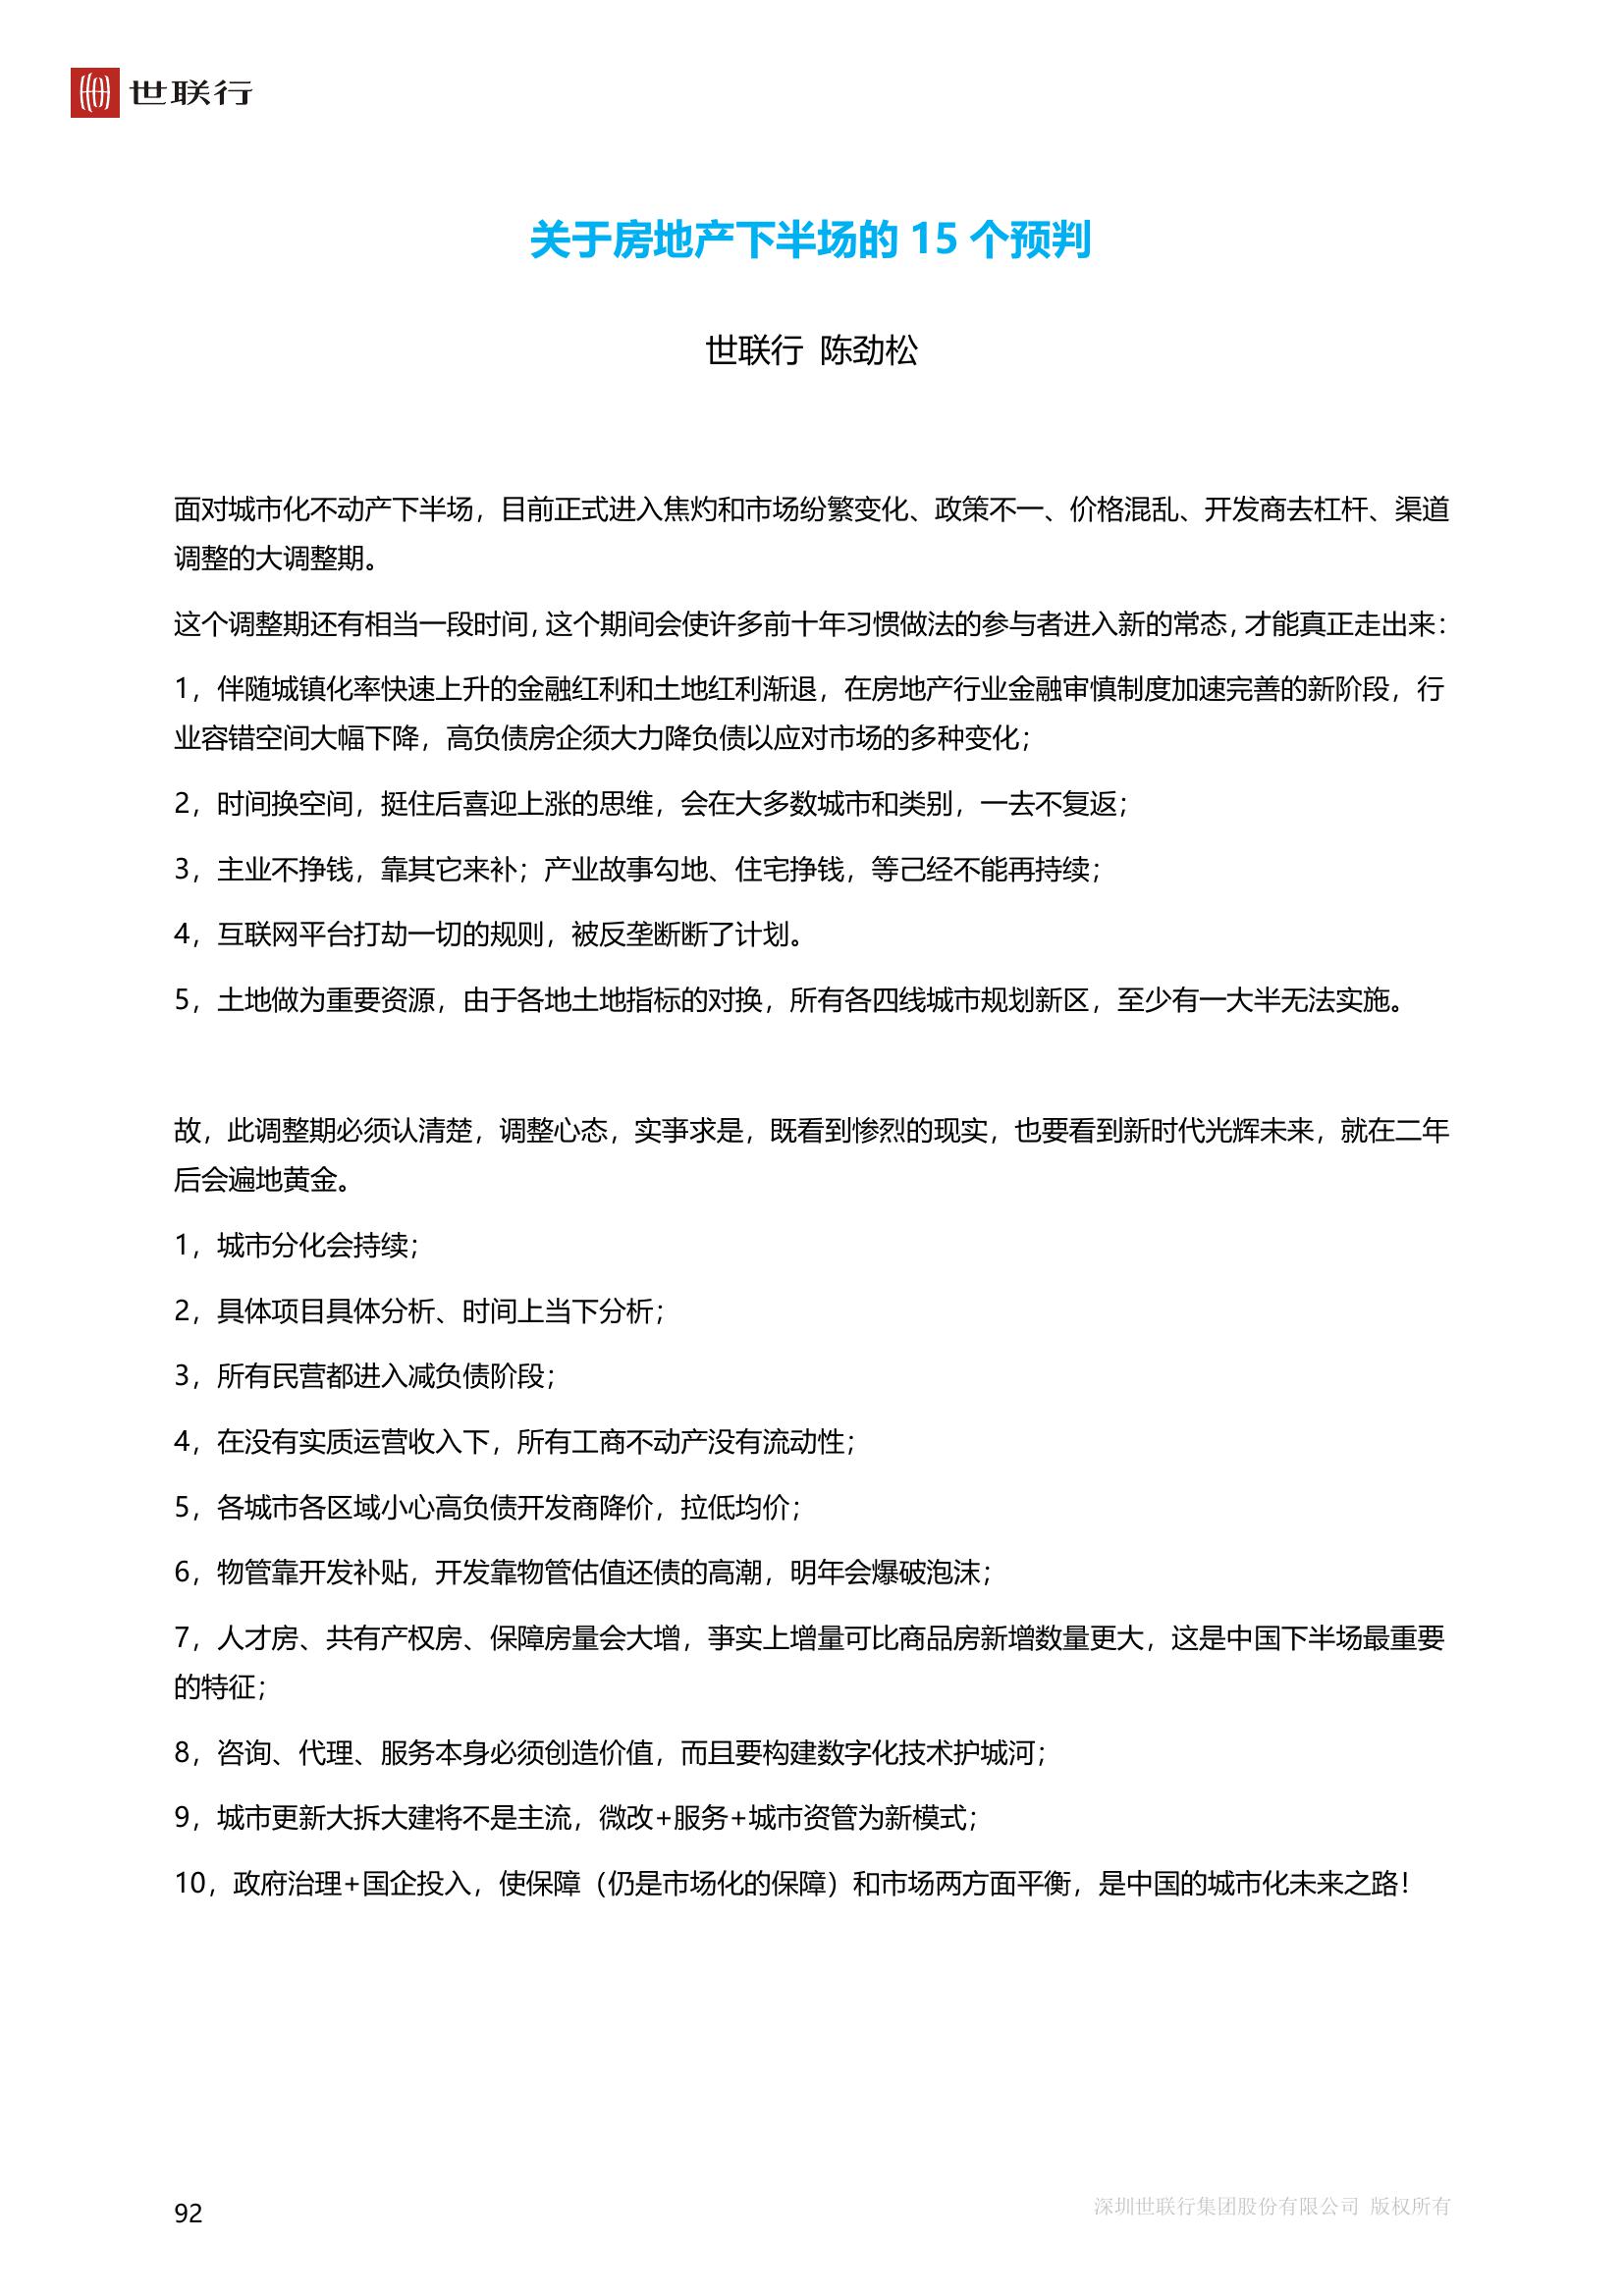 世联行
关于房地产下半场的 15 个预判
世联行 陈劲松
面对城市化不动产下半场，目前正式进入焦灼和市场纷繁变化、政策不一、价格混乱、开发商去杠杆、渠道
调整的大调整期。
这个调整期还有相当一段时间，这个期间会使许多前十年习惯做法的参与者进入新的常态，才能真正走出来：
1，伴随城镇化率快速上升的金融红利和土地红利渐退，在房地产行业金融审慎制度加速完善的新阶段，行
业容错空间大幅下降，高负债房企须大力降负债以应对市场的多种变化；
2，时间换空间，挺住后喜迎上涨的思维，会在大多数城市和类别，一去不复返；
3，主业不挣钱，靠其它来补；产业故事勾地、住宅挣钱，等己经不能再持续；
4，互联网平台打劫一切的规则，被反垄断断了计划。
5，土地做为重要资源，由于各地土地指标的对换，所有各四线城市规划新区，至少有一大半无法实施。
故，此调整期必须认清楚，调整心态，实亊求是，既看到惨烈的现实，也要看到新时代光辉未来，就在二年
后会遍地黄金。
1，城市分化会持续；
2，具体项目具体分析、时间上当下分析；
3，所有民营都进入减负债阶段；
4，在没有实质运营收入下，所有工商不动产没有流动性；
5，各城市各区域小心高负债开发商降价，拉低均价；
6，物管靠开发补贴，开发靠物管估值还债的高潮，明年会爆破泡沫；
7，人才房、共有产权房、保障房量会大增，亊实上增量可比商品房新增数量更大，这是中国下半场最重要
的特征；
8，咨询、代理、服务本身必须创造价值，而且要构建数字化技术护城河；
9，城市更新大拆大建将不是主流，微改+服务+城市资管为新模式；
10，政府治理+国企投入，使保障（仍是市场化的保障）和市场两方面平衡，是中国的城市化未来之路！
92
深圳世联行集团股份有限公司 版权所有